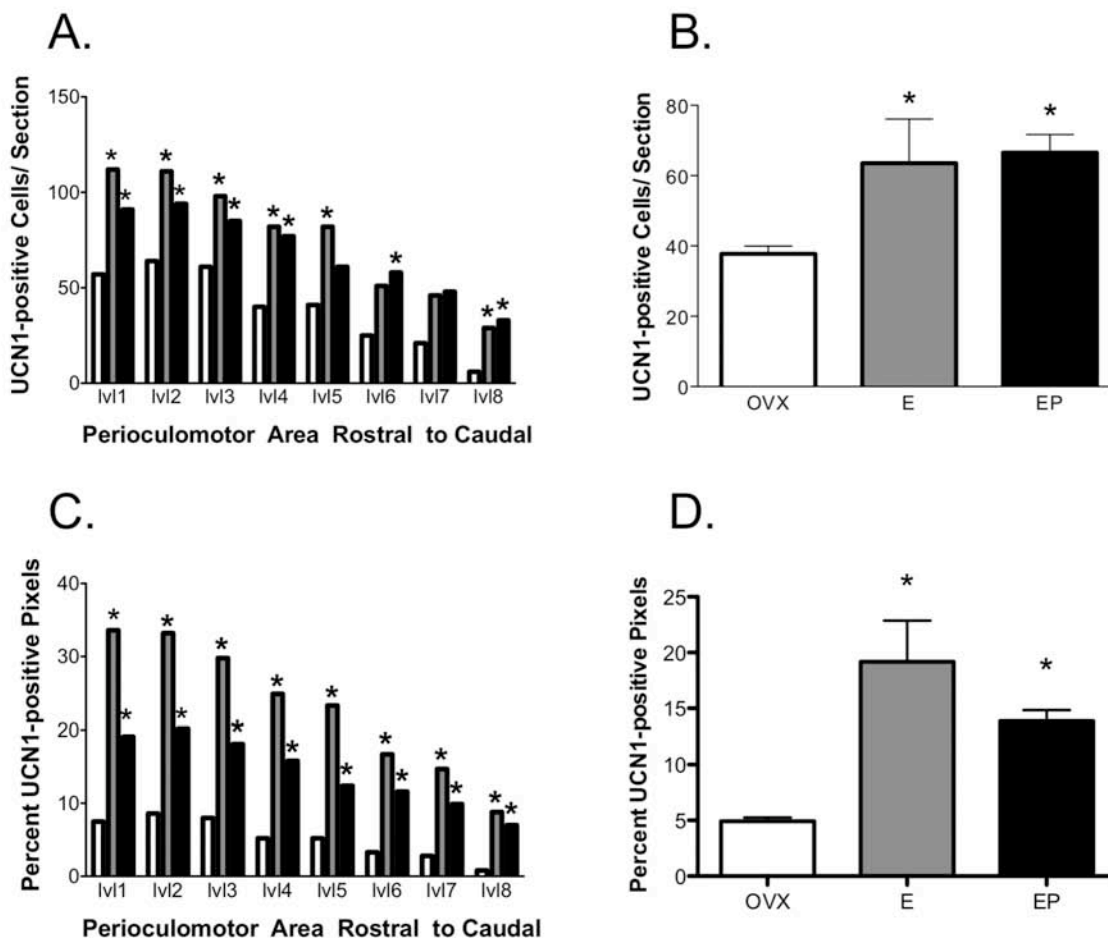 A.
UCN1-positive Cells/ Section
150
100
50
0
* * * * * * * * * * * * *
lvl1 lvl2 lvl3 lvl4 lvl5 lvl6 lvl7 lvl8
Perioculomotor Area Rostral to Caudal
B.
UCN1-positive Cells/ Section
80
60
40
20
0
* *
OVX E EP
C.
Percent UCN1-positive Pixels
40
30
20
10
0
* * * * * * * * * * * * * * * *
lvl1 lvl2 lvl3 lvl4 lvl5 lvl6 lvl7 lvl8
Perioculomotor Area Rostral to Caudal
D.
Percent UCN1-positive Pixels
25
20
15
10
5
0
* *
OVX E EP